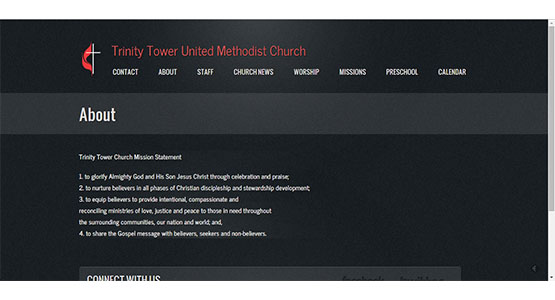 Trinity Tower United Methodist Church
CONTACT ABOUT STAFF CHURCH NEWS WORSHIP MISSIONS PRESCHOOL CALENDAR
About
Trinity Tower Church Mission Statement
1. to glorify Almighty God and His Son Jesus Christ through celebration and praise;
2. to nurture believers in all phases of Christian discipleship and stewardship development;
3. to equip believers to provide intentional, compassionate and
reconciling ministries of love, justice and peace to those in need throughout
the surrounding communities, our nation and world; and,
4. to share the Gospel message with believers, seekers and non-believers.
CONNECT WITH US